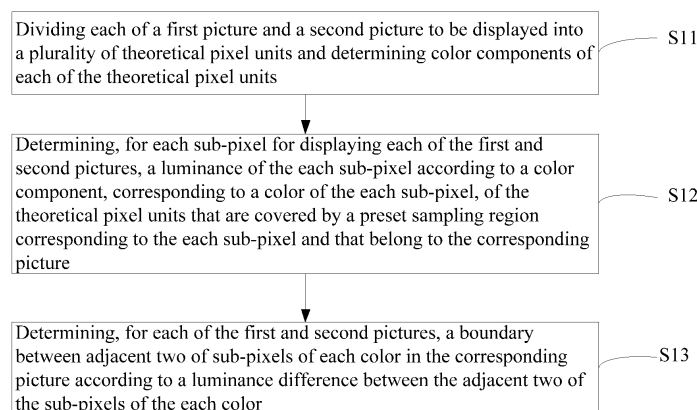 Dividing each of a first picture and a second picture to be displayed into
a plurality of theoretical pixel units and determining color components of
each of the theoretical pixel units
S11
Determining, for each sub-pixel for displaying each of the first and
second pictures, a luminance of the each sub-pixel according to a color
component, corresponding to a color of the each sub-pixel, of the
theoretical pixel units that are covered by a preset sampling region
corresponding to the each sub-pixel and that belong to the corresponding
picture
S12
Determining, for each of the first and second pictures, a boundary
between adjacent two of sub-pixels of each color in the corresponding
picture according to a luminance difference between the adjacent two of
the sub-pixels of the each color
S13